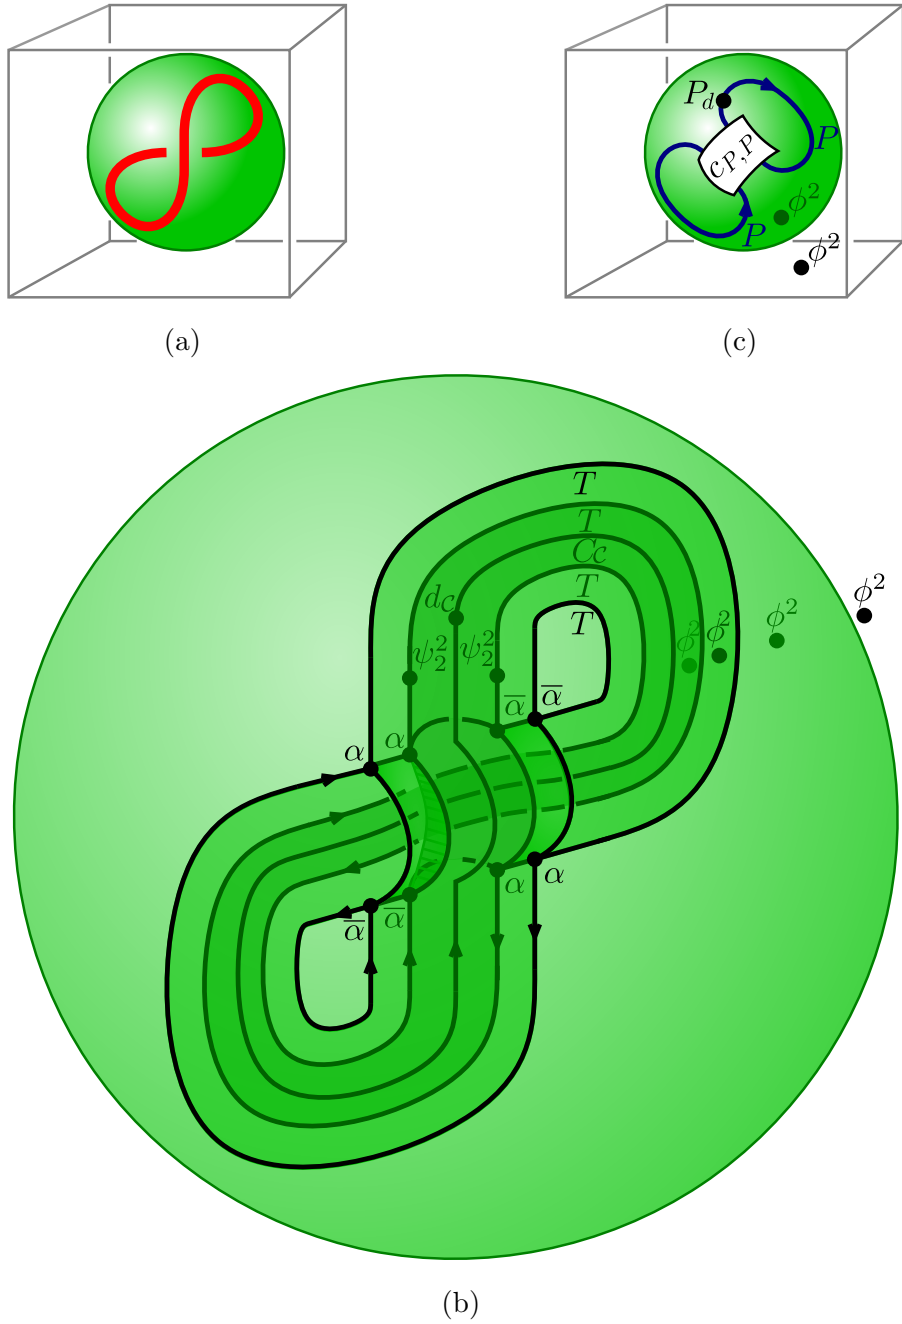 P_d
P
c_{P,P}
ϕ²
P
ϕ²
(a)
(c)
T
T
C_𝒞
T
T
d_𝒞
ψ₂²
ψ₂²
ϕ²
ϕ²
ϕ²
ϕ²
α
α
α̅
α̅
α̅
α̅
α
α
(b)